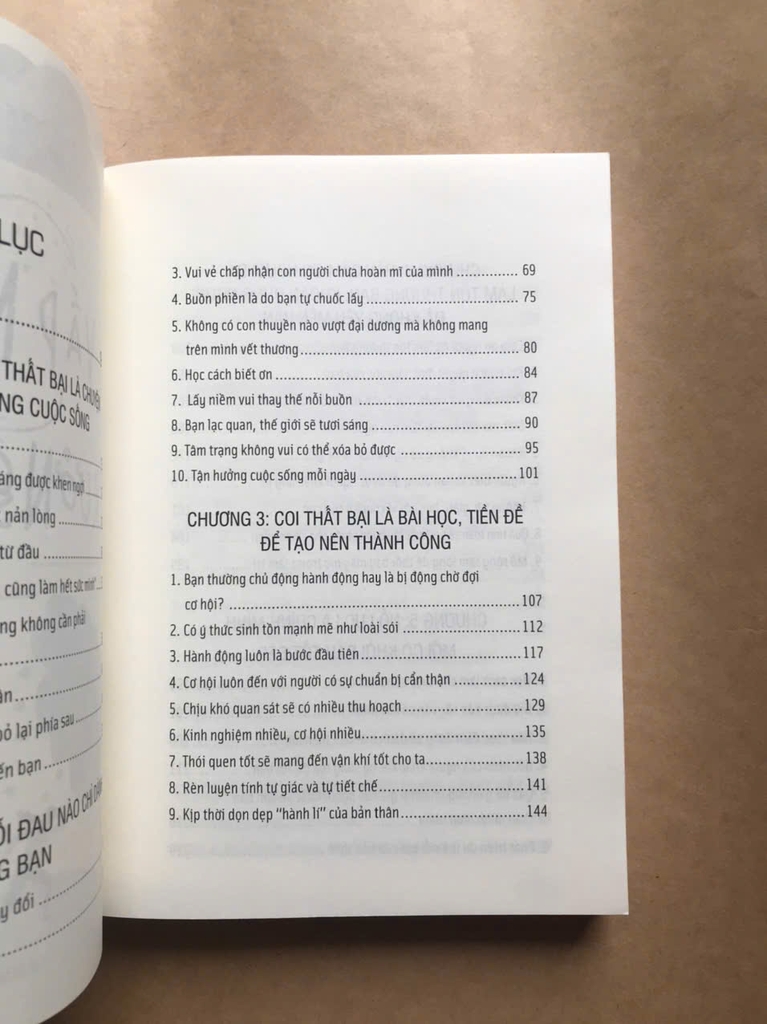 LỤC
THẤT BẠI LÀ CHUYỆN
CUỘC SỐNG
được khen ngợi
nản lòng
từ đầu
cũng làm hết sức mình"
không cần phải
lại phía sau
bạn
ĐAU NÀO CHỈ
BẠN
đổi
3. Vui vẻ chấp nhận con người chưa hoàn mĩ của mình ............... 69
4. Buồn phiền là do bạn tự chuốc lấy ............... 75
5. Không có con thuyền nào vượt đại dương mà không mang
trên mình vết thương ............... 80
6. Học cách biết ơn ............... 84
7. Lấy niềm vui thay thế nỗi buồn ............... 87
8. Bạn lạc quan, thế giới sẽ tươi sáng ............... 90
9. Tâm trạng không vui có thể xóa bỏ được ............... 95
10. Tận hưởng cuộc sống mỗi ngày ............... 101
CHƯƠNG 3: COI THẤT BẠI LÀ BÀI HỌC, TIỀN ĐỀ
ĐỂ TẠO NÊN THÀNH CÔNG
1. Bạn thường chủ động hành động hay là bị động chờ đợi
cơ hội? ............... 107
2. Có ý thức sinh tồn mạnh mẽ như loài sói ............... 112
3. Hành động luôn là bước đầu tiên ............... 117
4. Cơ hội luôn đến với người có sự chuẩn bị cẩn thận ............... 124
5. Chịu khó quan sát sẽ có nhiều thu hoạch ............... 129
6. Kinh nghiệm nhiều, cơ hội nhiều ............... 135
7. Thói quen tốt sẽ mang đến vận khí tốt cho ta ............... 138
8. Rèn luyện tính tự giác và tự tiết chế ............... 141
9. Kịp thời dọn dẹp “hành lí” của bản thân ............... 144